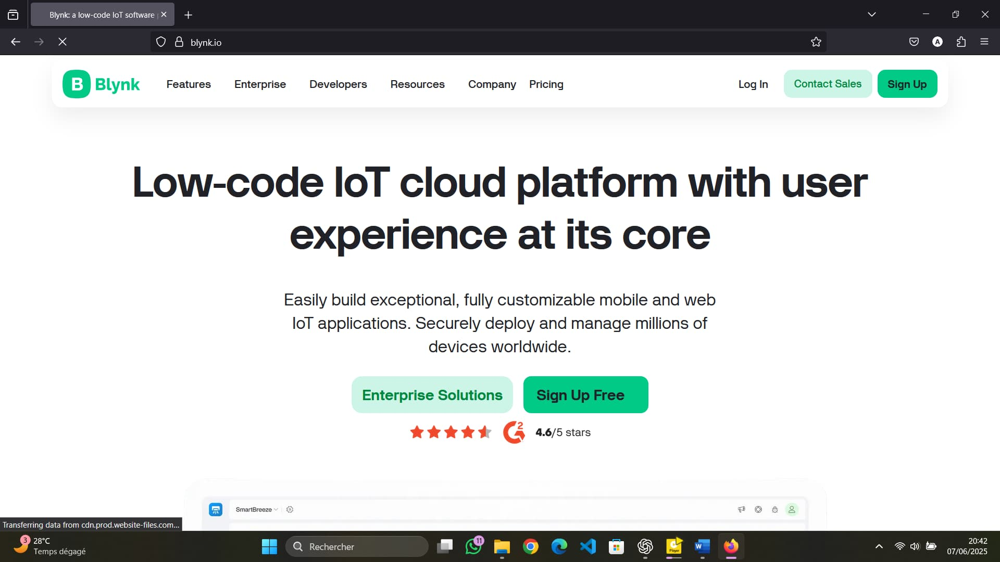 Blynk: a low-code IoT software
blynk.io
B Blynk
Features
Enterprise
Developers
Resources
Company
Pricing
Log In
Contact Sales
Sign Up
Low-code IoT cloud platform with user
experience at its core
Easily build exceptional, fully customizable mobile and web
IoT applications. Securely deploy and manage millions of
devices worldwide.
Enterprise Solutions
Sign Up Free
G2
4.6/5 stars
SmartBreeze
Transferring data from cdn.prod.website-files.com...
3
28°C
Temps dégagé
Rechercher
11
Player
W
A
20:42
07/06/2025